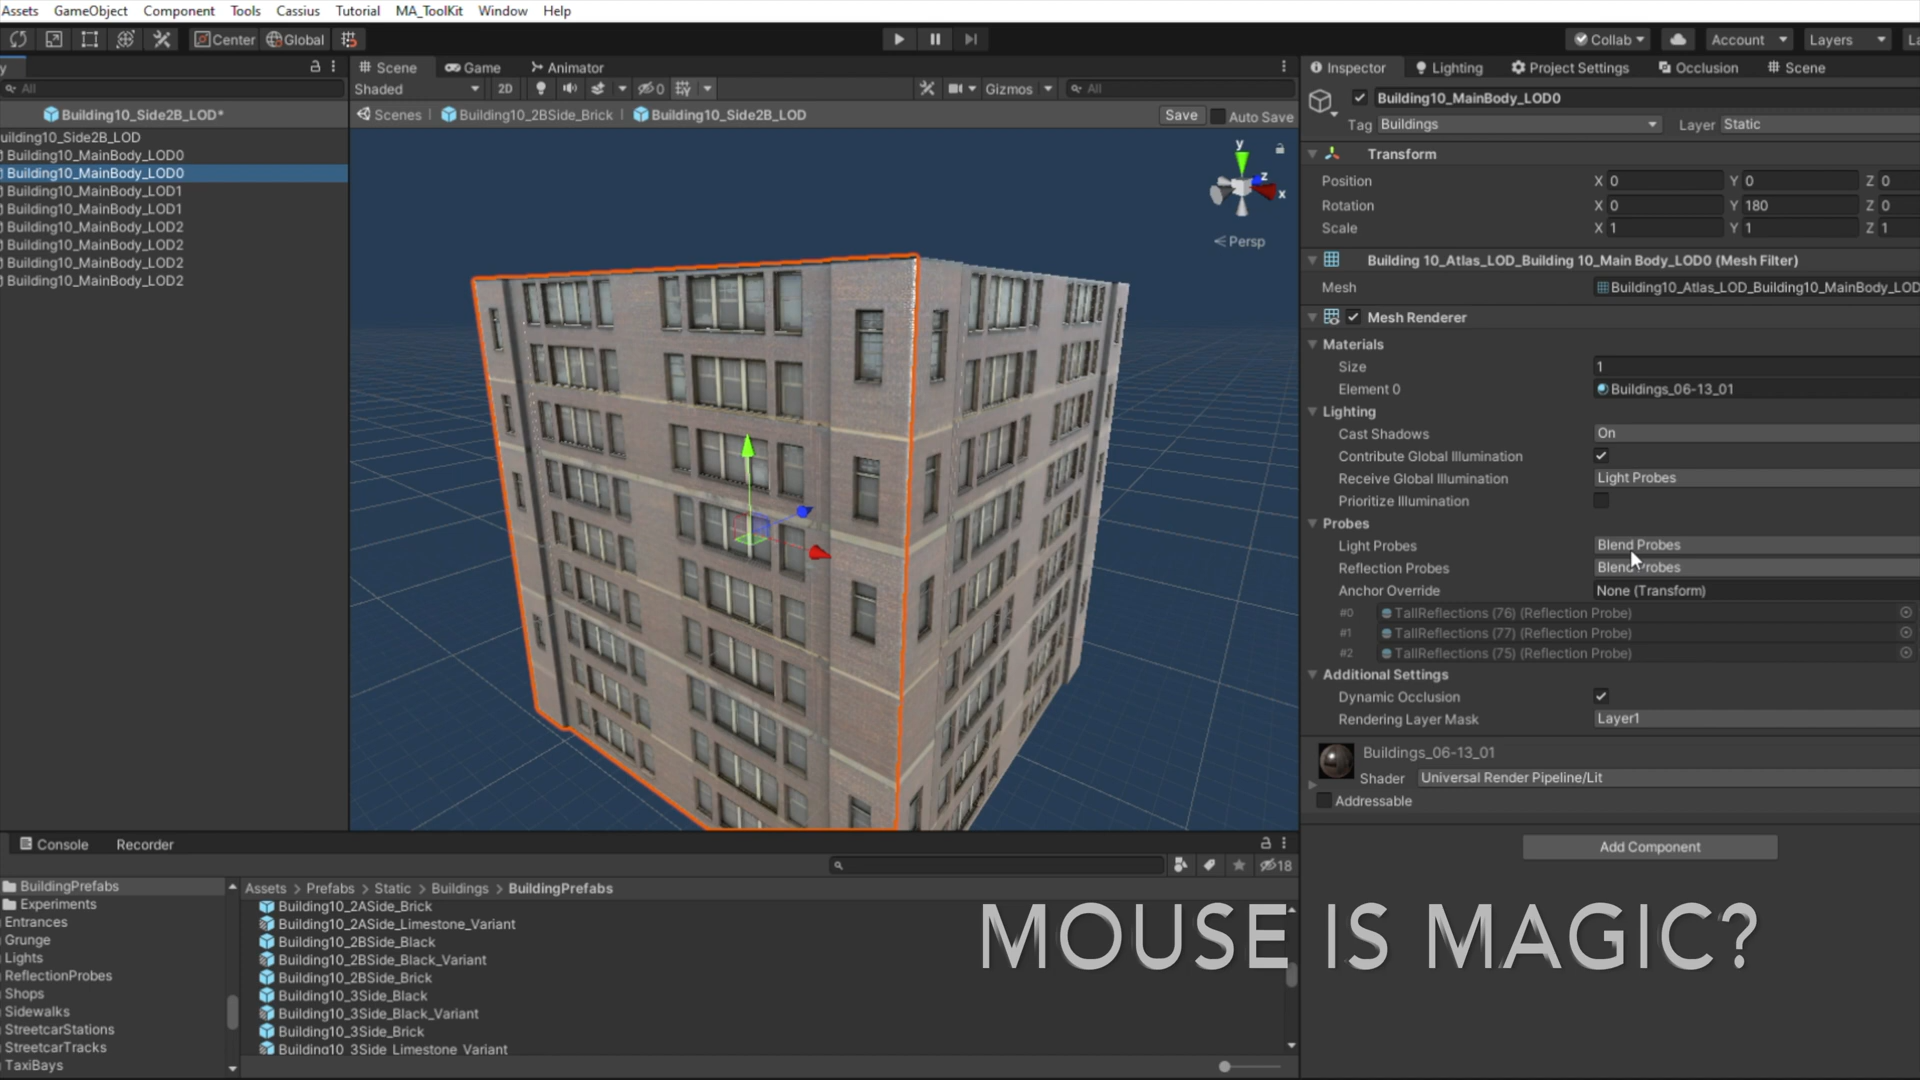 Assets GameObject Component Tools Cassius Tutorial MA_ToolKit Window Help
Center Global
Collab Account Layers
Scene Game Animator
Inspector Lighting Project Settings Occlusion Scene
All
Shaded 2D 0 Gizmos All
Building10_Side2B_LOD*
Scenes Building10_2BSide_Brick Building10_Side2B_LOD Save Auto Save
uilding10_Side2B_LOD
Building10_MainBody_LOD0
Building10_MainBody_LOD0
Building10_MainBody_LOD1
Building10_MainBody_LOD1
Building10_MainBody_LOD2
Building10_MainBody_LOD2
Building10_MainBody_LOD2
Building10_MainBody_LOD2
y
z
x
Persp
Building10_MainBody_LOD0
Tag Buildings Layer Static
Transform
Position X 0 Y 0 Z 0
Rotation X 0 Y 180 Z 0
Scale X 1 Y 1 Z 1
Building 10_Atlas_LOD_Building 10_Main Body_LOD0 (Mesh Filter)
Mesh Building10_Atlas_LOD_Building10_MainBody_LOD
Mesh Renderer
Materials
Size 1
Element 0 Buildings_06-13_01
Lighting
Cast Shadows On
Contribute Global Illumination
Receive Global Illumination Light Probes
Prioritize Illumination
Probes
Light Probes Blend Probes
Reflection Probes Blend Probes
Anchor Override None (Transform)
#0 TallReflections (76) (Reflection Probe)
#1 TallReflections (77) (Reflection Probe)
#2 TallReflections (75) (Reflection Probe)
Additional Settings
Dynamic Occlusion
Rendering Layer Mask Layer1
Buildings_06-13_01
Shader Universal Render Pipeline/Lit
Addressable
Add Component
Console Recorder
18
BuildingPrefabs
Experiments
Entrances
Grunge
Lights
ReflectionProbes
Shops
Sidewalks
StreetcarStations
StreetcarTracks
TaxiBays
Assets > Prefabs > Static > Buildings > BuildingPrefabs
Building10_2ASide_Brick
Building10_2ASide_Limestone_Variant
Building10_2BSide_Black
Building10_2BSide_Black_Variant
Building10_2BSide_Brick
Building10_3Side_Black
Building10_3Side_Black_Variant
Building10_3Side_Brick
Building10_3Side_Limestone_Variant
MOUSE IS MAGIC?